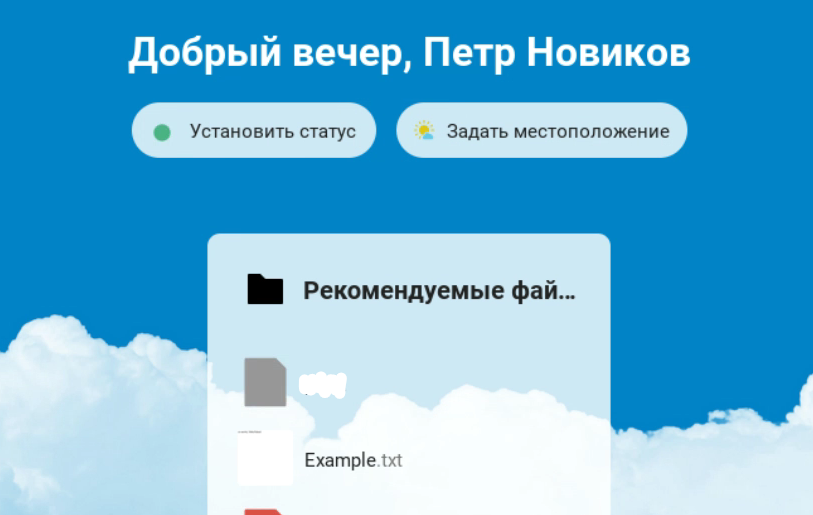 Добрый вечер, Петр Новиков
Установить статус
Задать местоположение
Рекомендуемые фай...
Example.txt